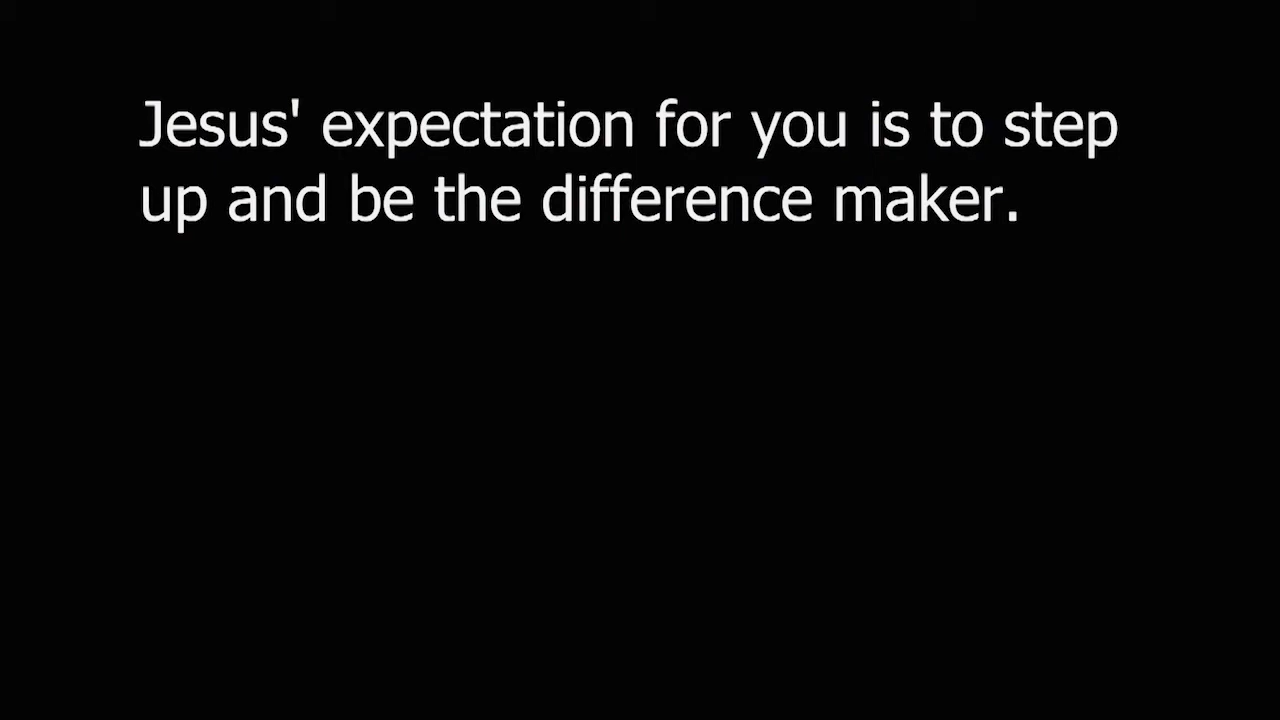 Jesus' expectation for you is to step
up and be the difference maker.